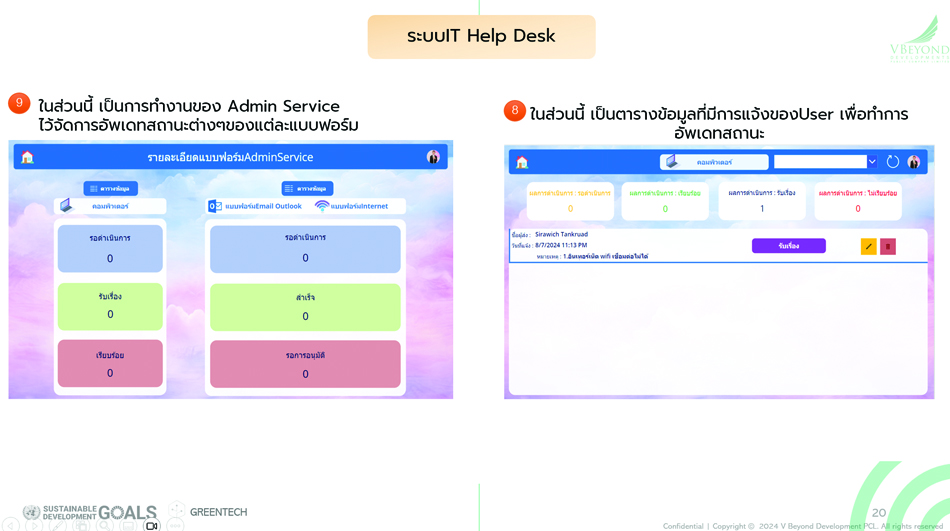 ระบบIT Help Desk
VBEYOND
DEVELOPMENTS
9
ในส่วนนี้ เป็นการทำงานของ Admin Service
ไว้จัดการอัพเดทสถานะต่างๆของแต่ละแบบฟอร์ม
รายละเอียดแบบฟอร์มAdminService
ตารางข้อมูล
ตารางข้อมูล
คอมพิวเตอร์
แบบฟอร์มEmail Outlook
แบบฟอร์มInternet
รอดำเนินการ
0
รับเรื่อง
0
เรียบร้อย
0
รอดำเนินการ
0
สำเร็จ
0
รอการอนุมัติ
0
8
ในส่วนนี้ เป็นตารางข้อมูลที่มีการแจ้งของUser เพื่อทำการ
อัพเดทสถานะ
คอมพิวเตอร์
ผลการดำเนินการ : รอดำเนินการ
0
ผลการดำเนินการ : เรียบร้อย
0
ผลการดำเนินการ : รับเรื่อง
1
ผลการดำเนินการ : ไม่เรียบร้อย
0
ชื่อผู้ส่ง : Sirawich Tankruad
วันที่แจ้ง : 8/7/2024 11:13 PM
หมายเหตุ : 1.อินเทอร์เน็ต wifi เชื่อมต่อไม่ได้
รับเรื่อง
SUSTAINABLE
DEVELOPMENT GOALS
GREENTECH
20
Confidential | Copyright © 2024 V Beyond Development PCL. All rights reserved